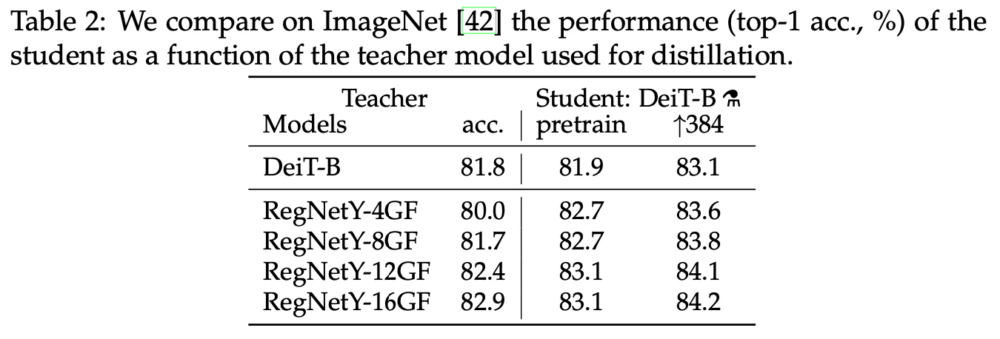 Table 2: We compare on ImageNet [42] the performance (top-1 acc., %) of the
student as a function of the teacher model used for distillation.
Teacher Student: DeiT-B ⚗
Models acc. pretrain ↑384
DeiT-B 81.8 81.9 83.1
RegNetY-4GF 80.0 82.7 83.6
RegNetY-8GF 81.7 82.7 83.8
RegNetY-12GF 82.4 83.1 84.1
RegNetY-16GF 82.9 83.1 84.2